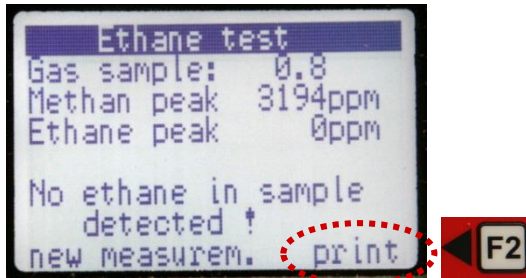 Ethane test
Gas sample: 0.8
Methan peak 3194ppm
Ethane peak 0ppm
No ethane in sample
detected !
new measurem. print
F2